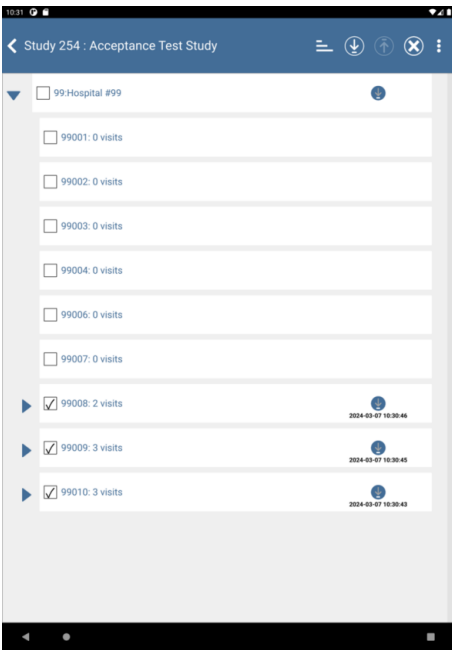 10:31
Study 254 : Acceptance Test Study
99:Hospital #99
99001: 0 visits
99002: 0 visits
99003: 0 visits
99004: 0 visits
99006: 0 visits
99007: 0 visits
99008: 2 visits
2024-03-07 10:30:46
99009: 3 visits
2024-03-07 10:30:45
99010: 3 visits
2024-03-07 10:30:43